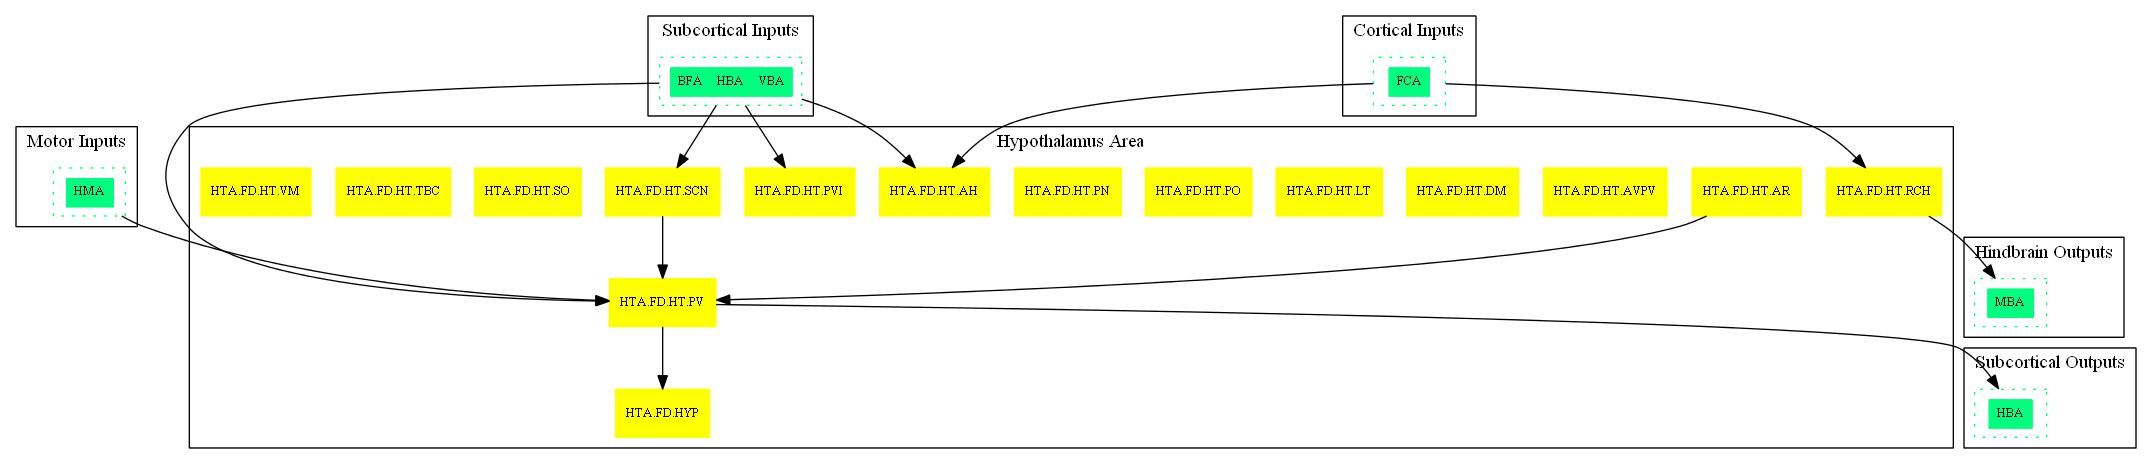 Subcortical Inputs
BFA HBA VBA
Cortical Inputs
FCA
Motor Inputs
HMA
Hypothalamus Area
HTA.FD.HT.VM
HTA.FD.HT.TBC
HTA.FD.HT.SO
HTA.FD.HT.SCN
HTA.FD.HT.PVI
HTA.FD.HT.AH
HTA.FD.HT.PN
HTA.FD.HT.PO
HTA.FD.HT.LT
HTA.FD.HT.DM
HTA.FD.HT.AVPV
HTA.FD.HT.AR
HTA.FD.HT.RCH
Hindbrain Outputs
MBA
HTA.FD.HT.PV
Subcortical Outputs
HBA
HTA.FD.HYP